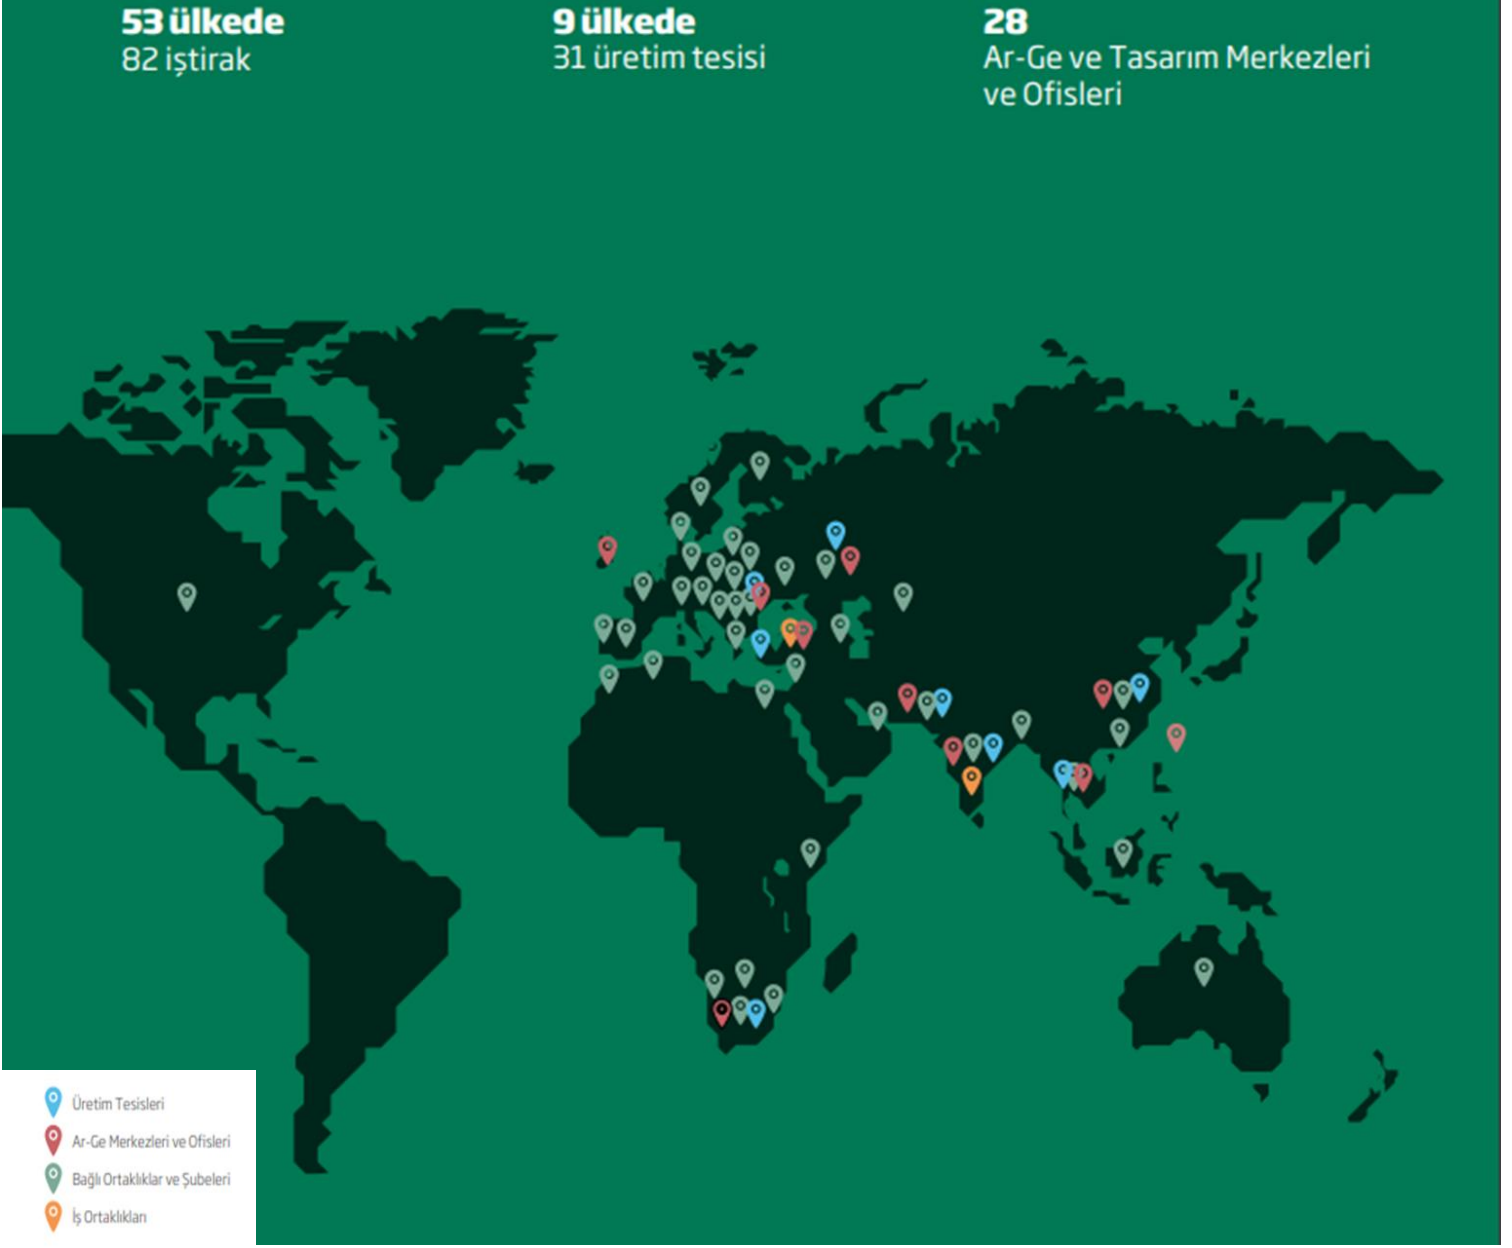 53 ülkede
82 iştirak
9 ülkede
31 üretim tesisi
28
Ar-Ge ve Tasarım Merkezleri
ve Ofisleri
Üretim Tesisleri
Ar-Ge Merkezleri ve Ofisleri
Bağlı Ortaklıklar ve Şubeleri
İş Ortaklıkları